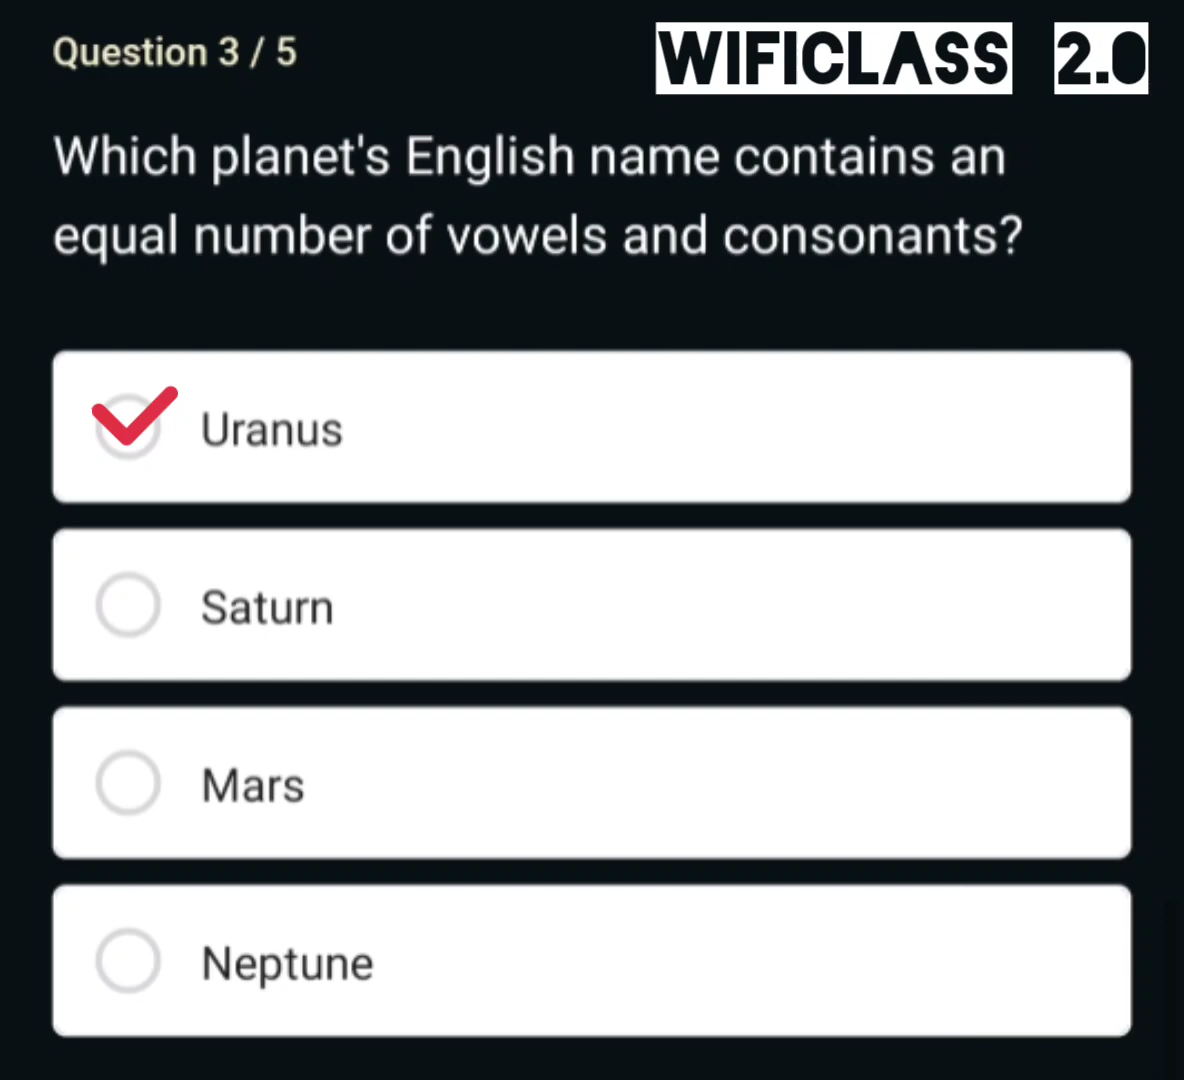 Question 3 / 5
WIFICLASS 2.0
Which planet's English name contains an
equal number of vowels and consonants?
Uranus
Saturn
Mars
Neptune